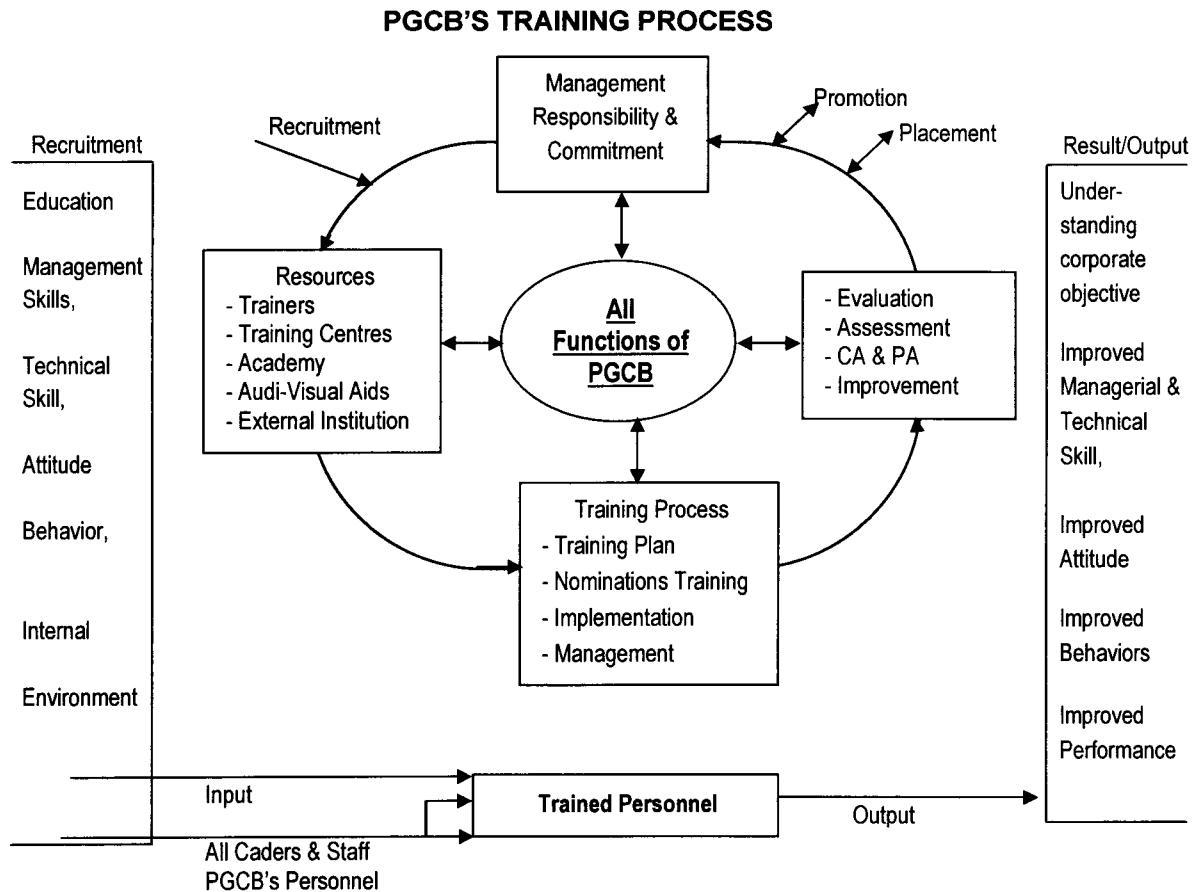 PGCB'S TRAINING PROCESS
Recruitment
Education
Management
Skills,
Technical
Skill,
Attitude
Behavior,
Internal
Environment
Recruitment
Management
Responsibility &
Commitment
Promotion
Placement
Resources
- Trainers
- Training Centres
- Academy
- Audi-Visual Aids
- External Institution
All
Functions of
PGCB
- Evaluation
- Assessment
- CA & PA
- Improvement
Training Process
- Training Plan
- Nominations Training
- Implementation
- Management
Result/Output
Under-
standing
corporate
objective
Improved
Managerial &
Technical
Skill,
Improved
Attitude
Improved
Behaviors
Improved
Performance
Input
Trained Personnel
Output
All Caders & Staff
PGCB's Personnel